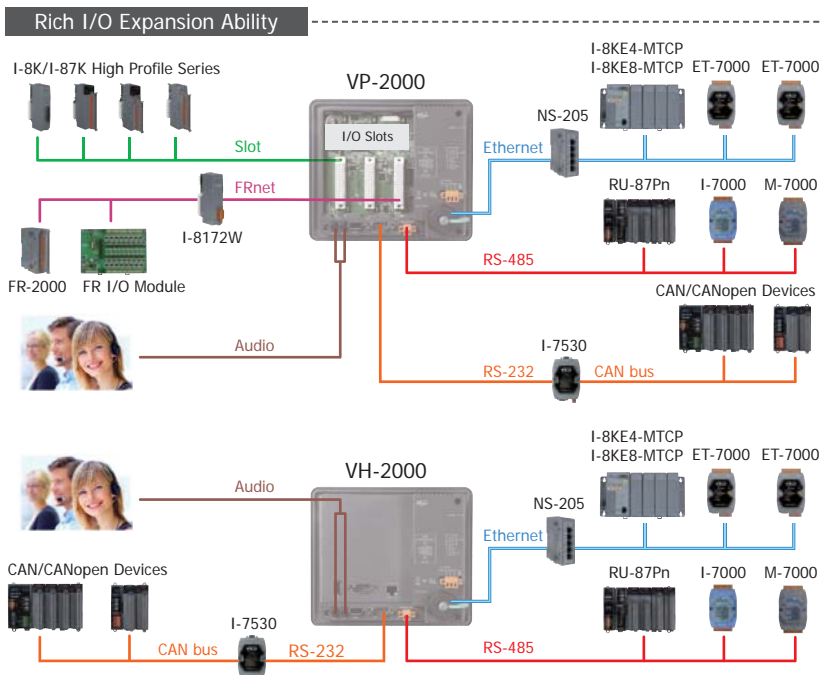 Rich I/O Expansion Ability
I-8K/I-87K High Profile Series
VP-2000
I/O Slots
Slot
FRnet
I-8172W
FR-2000
FR I/O Module
Audio
NS-205
Ethernet
I-8KE4-MTCP
I-8KE8-MTCP
ET-7000
ET-7000
RU-87Pn
I-7000
M-7000
RS-485
CAN/CANopen Devices
I-7530
RS-232
CAN bus
VH-2000
Audio
NS-205
Ethernet
I-8KE4-MTCP
I-8KE8-MTCP
ET-7000
ET-7000
RU-87Pn
I-7000
M-7000
RS-485
CAN/CANopen Devices
I-7530
CAN bus
RS-232